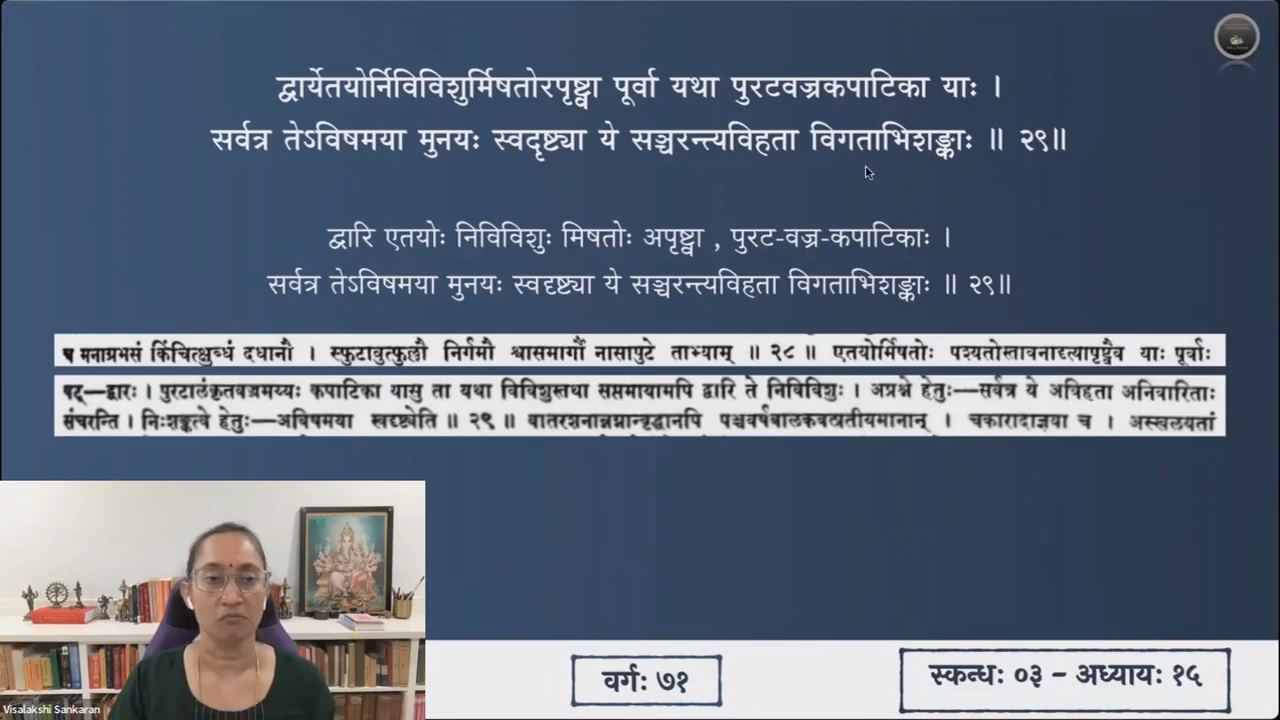 द्वार्येतयोर्निविविशुर्मिषतोरपृष्ट्वा पूर्वा यथा पुरटवज्रकपाटिका याः ।
सर्वत्र तेऽविषमया मुनयः स्वदृष्ट्या ये सञ्चरन्त्यविहता विगताभिशङ्काः ॥ २९॥
द्वारि एतयोः निविविशुः मिषतोः अपृष्ट्वा , पुरट-वज्र-कपाटिकाः ।
सर्वत्र तेऽविषमया मुनयः स्वदृष्ट्या ये सञ्चरन्त्यविहता विगताभिशङ्काः ॥ २९॥
च मनाग्रभसं किंचित्क्षुब्धं दधानौ । स्फुटावुत्फुल्लौ निर्गमौ श्वासमार्गौ नासापुटे ताभ्याम् ॥ २८ ॥ एतयोर्मिषतोः पश्यतोस्तावनादृत्यापृष्ट्वैव याः पूर्वाः
षट्—द्वारः । पुरटालंकृतवज्रमय्यः कपाटिका यासु ता यथा विविशुस्तथा सप्तमायामपि द्वारि ते निविविशुः । अप्रश्ने हेतुः—सर्वत्र ये अविहता अनिवारिताः
संचरन्ति । निःशङ्कत्वे हेतुः—अविषमया स्वदृष्ट्येति ॥ २९ ॥ वातरशनान्नग्नान्वृद्धानपि पञ्चवर्षबालकवत्प्रतीयमानान् । चकारादाज्ञया च । अस्खलयतां
Visalakshi Sankaran
वर्गः ७१
स्कन्धः ०३ - अध्यायः १५